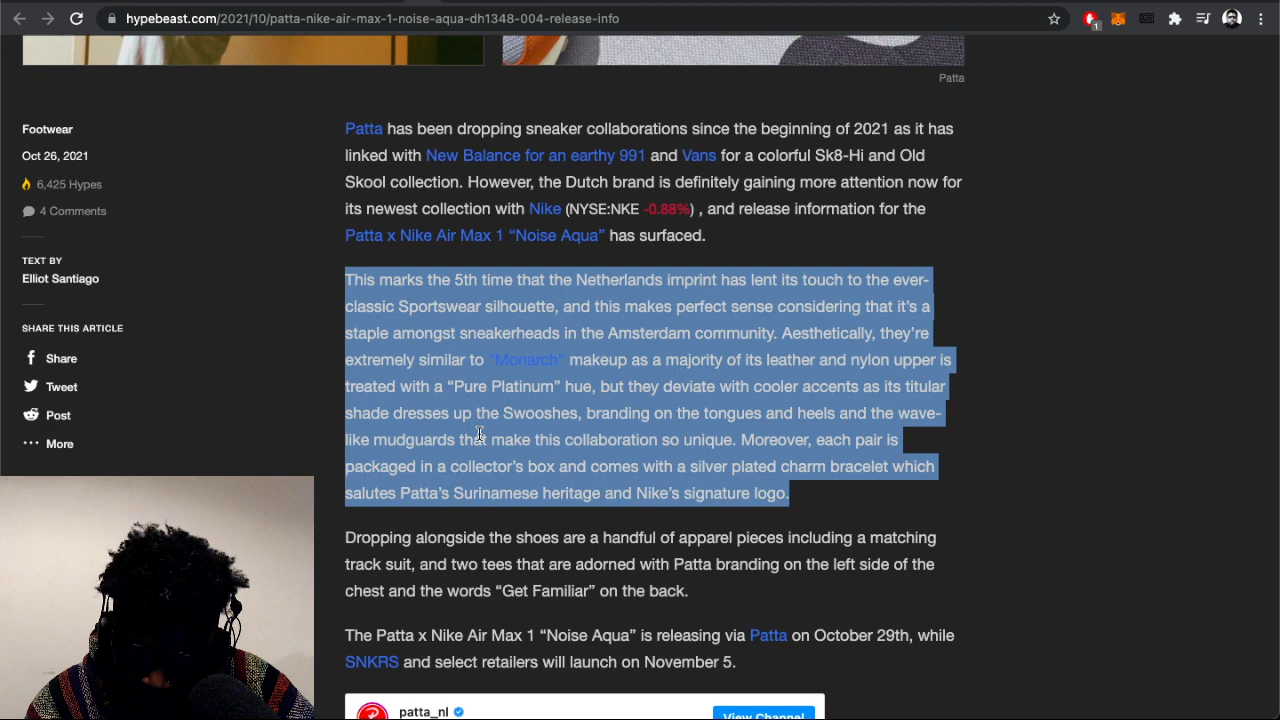 hypebeast.com/2021/10/patta-nike-air-max-1-noise-aqua-dh1348-004-release-info
1
Patta
Footwear
Oct 26, 2021
6,425 Hypes
4 Comments
TEXT BY
Elliot Santiago
SHARE THIS ARTICLE
Share
Tweet
Post
More
Patta has been dropping sneaker collaborations since the beginning of 2021 as it has
linked with New Balance for an earthy 991 and Vans for a colorful Sk8-Hi and Old
Skool collection. However, the Dutch brand is definitely gaining more attention now for
its newest collection with Nike (NYSE:NKE -0.88%) , and release information for the
Patta x Nike Air Max 1 “Noise Aqua” has surfaced.
This marks the 5th time that the Netherlands imprint has lent its touch to the ever-
classic Sportswear silhouette, and this makes perfect sense considering that it’s a
staple amongst sneakerheads in the Amsterdam community. Aesthetically, they’re
extremely similar to “Monarch” makeup as a majority of its leather and nylon upper is
treated with a “Pure Platinum” hue, but they deviate with cooler accents as its titular
shade dresses up the Swooshes, branding on the tongues and heels and the wave-
like mudguards that make this collaboration so unique. Moreover, each pair is
packaged in a collector’s box and comes with a silver plated charm bracelet which
salutes Patta’s Surinamese heritage and Nike’s signature logo.
Dropping alongside the shoes are a handful of apparel pieces including a matching
track suit, and two tees that are adorned with Patta branding on the left side of the
chest and the words “Get Familiar” on the back.
The Patta x Nike Air Max 1 “Noise Aqua” is releasing via Patta on October 29th, while
SNKRS and select retailers will launch on November 5.
patta_nl
View Channel